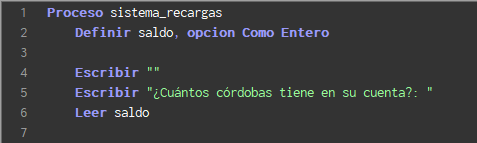 1 Proceso sistema_recargas
2 Definir saldo, opcion Como Entero
3
4 Escribir ""
5 Escribir "¿Cuántos córdobas tiene en su cuenta?: "
6 Leer saldo
7